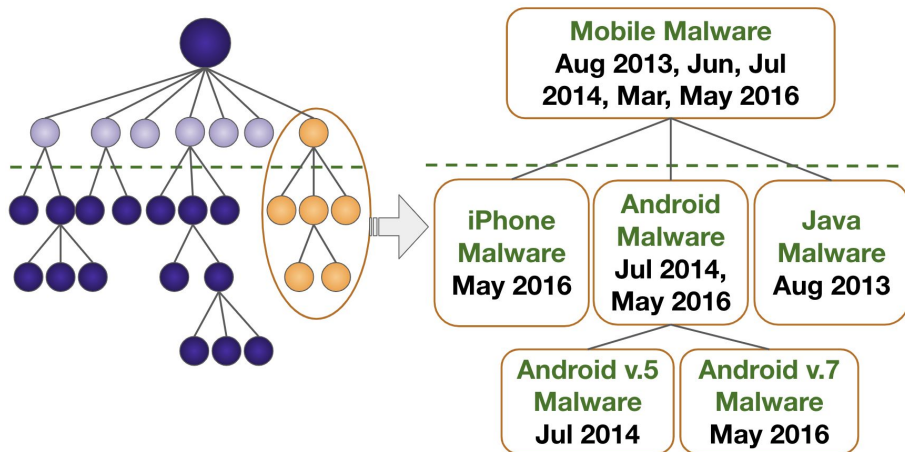 Mobile Malware
Aug 2013, Jun, Jul
2014, Mar, May 2016
iPhone
Malware
May 2016
Android
Malware
Jul 2014,
May 2016
Java
Malware
Aug 2013
Android v.5
Malware
Jul 2014
Android v.7
Malware
May 2016